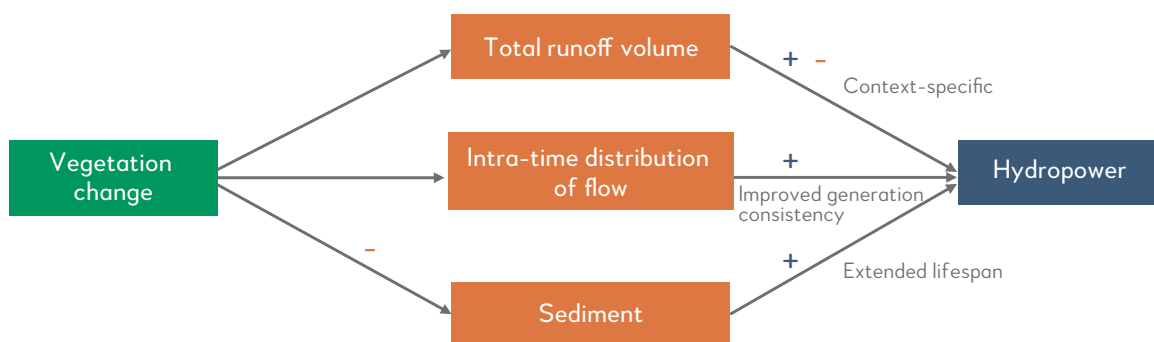 Total runoff volume
+ -
Context-specific
Vegetation
change
Intra-time distribution
of flow
+
Improved generation
consistency
Hydropower
-
+
Extended lifespan
Sediment